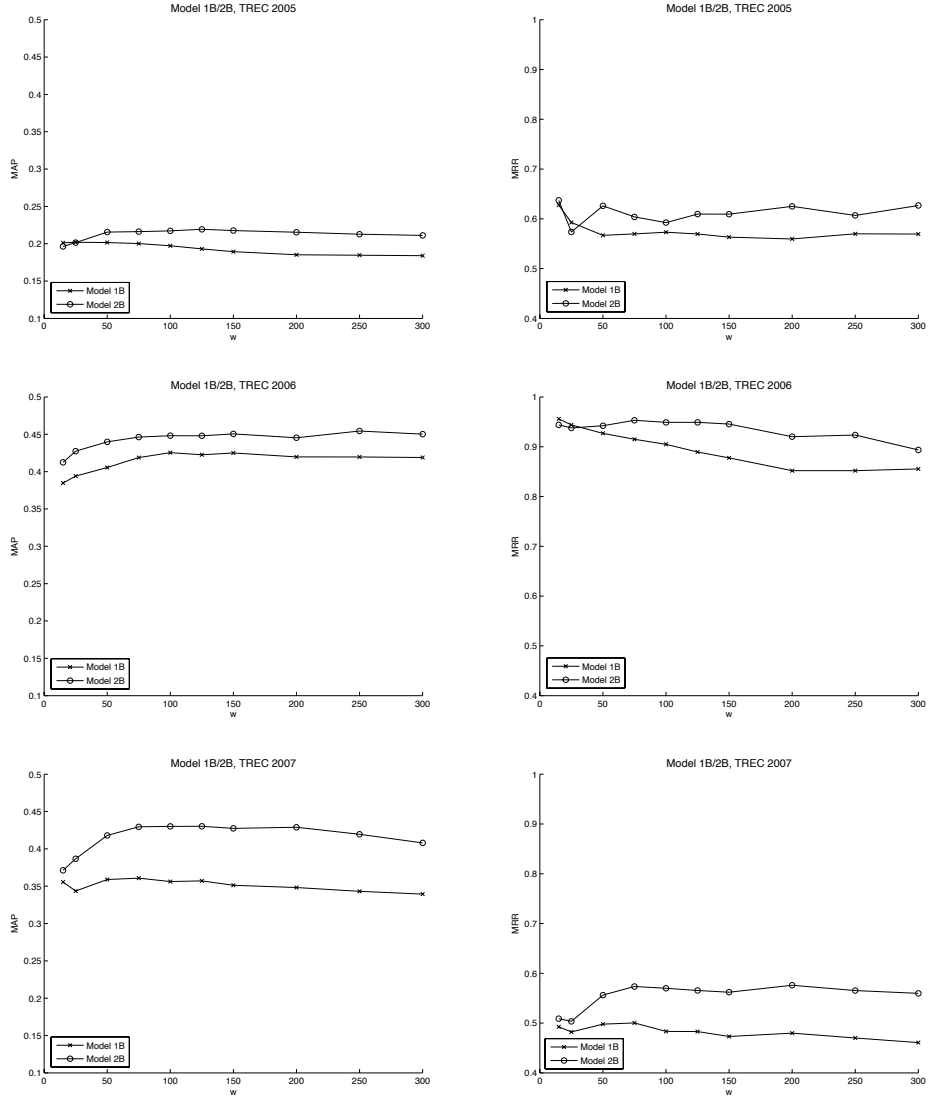 Model 1B/2B, TREC 2005
0.5
0.45
0.4
0.35
0.3
0.25
0.2
0.15
0.1
MAP
Model 1B
Model 2B
0 50 100 150 200 250 300
w
Model 1B/2B, TREC 2005
1
0.9
0.8
0.7
0.6
0.5
0.4
MRR
Model 1B
Model 2B
0 50 100 150 200 250 300
w
Model 1B/2B, TREC 2006
0.5
0.45
0.4
0.35
0.3
0.25
0.2
0.15
0.1
MAP
Model 1B
Model 2B
0 50 100 150 200 250 300
w
Model 1B/2B, TREC 2006
1
0.9
0.8
0.7
0.6
0.5
0.4
MRR
Model 1B
Model 2B
0 50 100 150 200 250 300
w
Model 1B/2B, TREC 2007
0.5
0.45
0.4
0.35
0.3
0.25
0.2
0.15
0.1
MAP
Model 1B
Model 2B
0 50 100 150 200 250 300
w
Model 1B/2B, TREC 2007
1
0.9
0.8
0.7
0.6
0.5
0.4
MRR
Model 1B
Model 2B
0 50 100 150 200 250 300
w